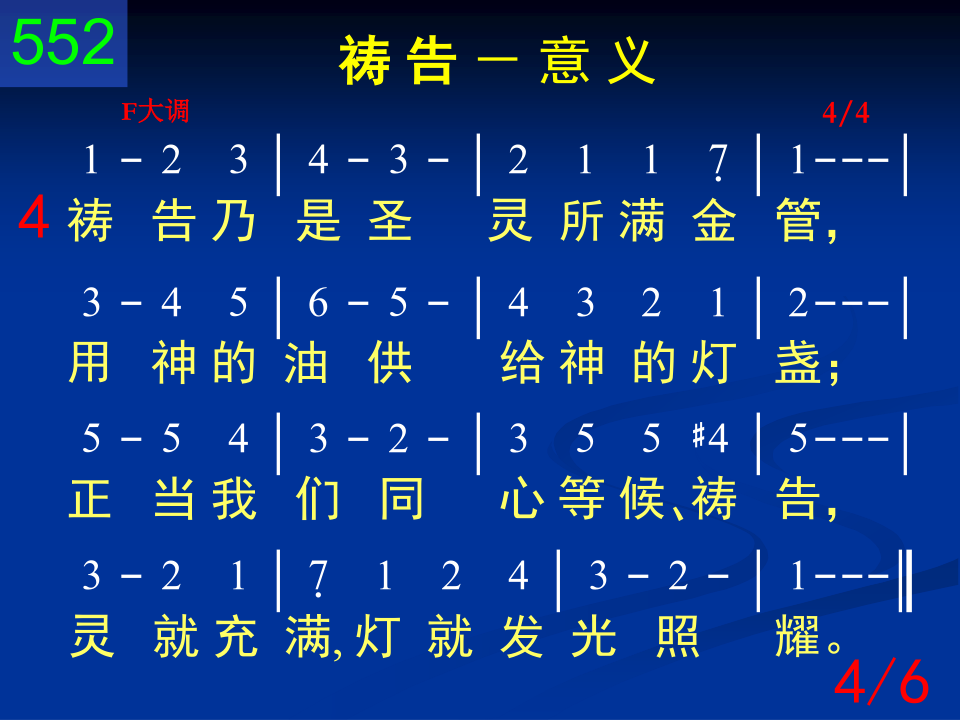 552
祷告－意义
F大调 4/4
1 - 2 3 | 4 - 3 - | 2 1 1 7̣ | 1 - - - |
4 祷告乃是圣灵所满金管，
3 - 4 5 | 6 - 5 - | 4 3 2 1 | 2 - - - |
用神的油供给神的灯盏；
5 - 5 4 | 3 - 2 - | 3 5 5 ♯4 | 5 - - - |
正当我们同心等候、祷告，
3 - 2 1 | 7̣ 1 2 4 | 3 - 2 - | 1 - - - ‖
灵就充满,灯就发光照耀。
4/6